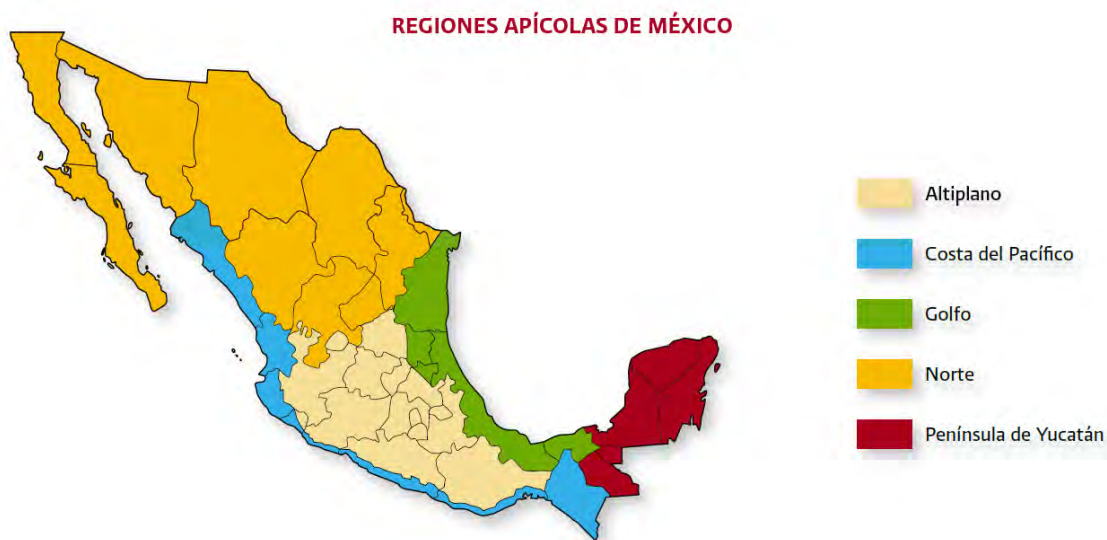 REGIONES APÍCOLAS DE MÉXICO
Altiplano
Costa del Pacífico
Golfo
Norte
Península de Yucatán